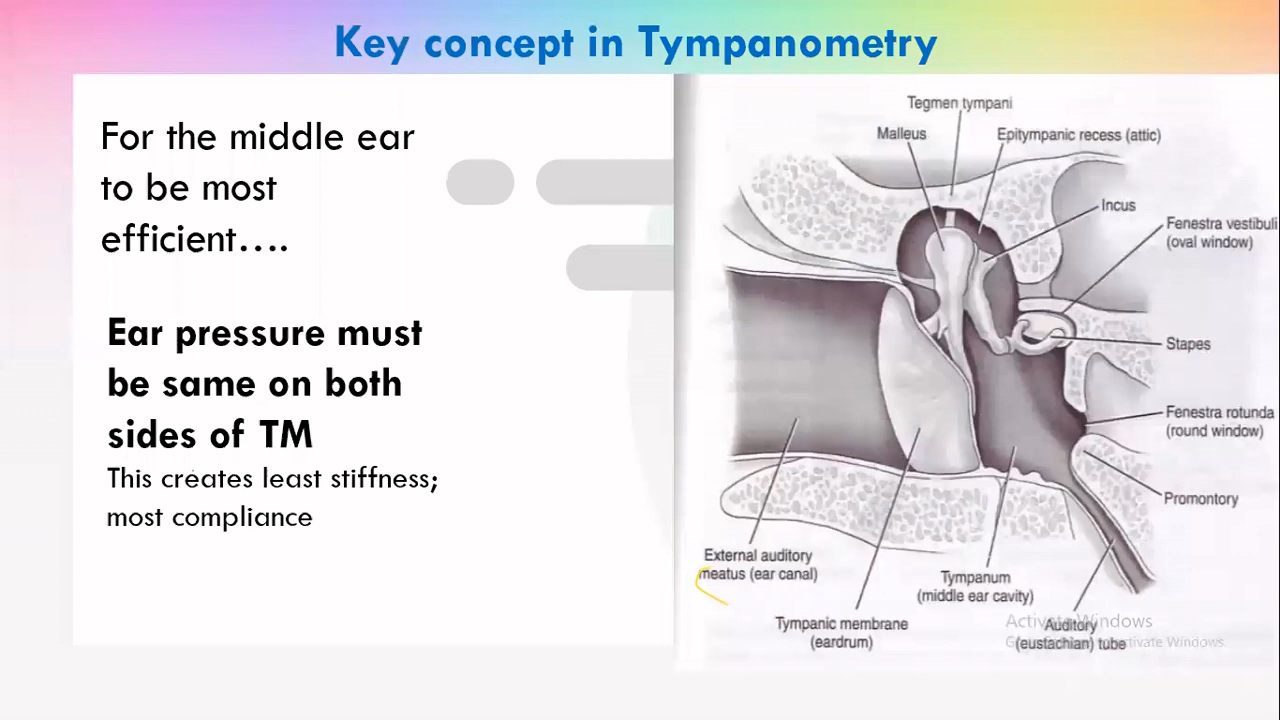 Key concept in Tympanometry
For the middle ear
to be most
efficient….
Ear pressure must
be same on both
sides of TM
This creates least stiffness;
most compliance
Tegmen tympani
Malleus
Epitympanic recess (attic)
Incus
Fenestra vestibuli
(oval window)
Stapes
Fenestra rotunda
(round window)
Promontory
External auditory
meatus (ear canal)
Tympanum
(middle ear cavity)
Tympanic membrane
(eardrum)
Auditory
(eustachian) tube
Activate Windows